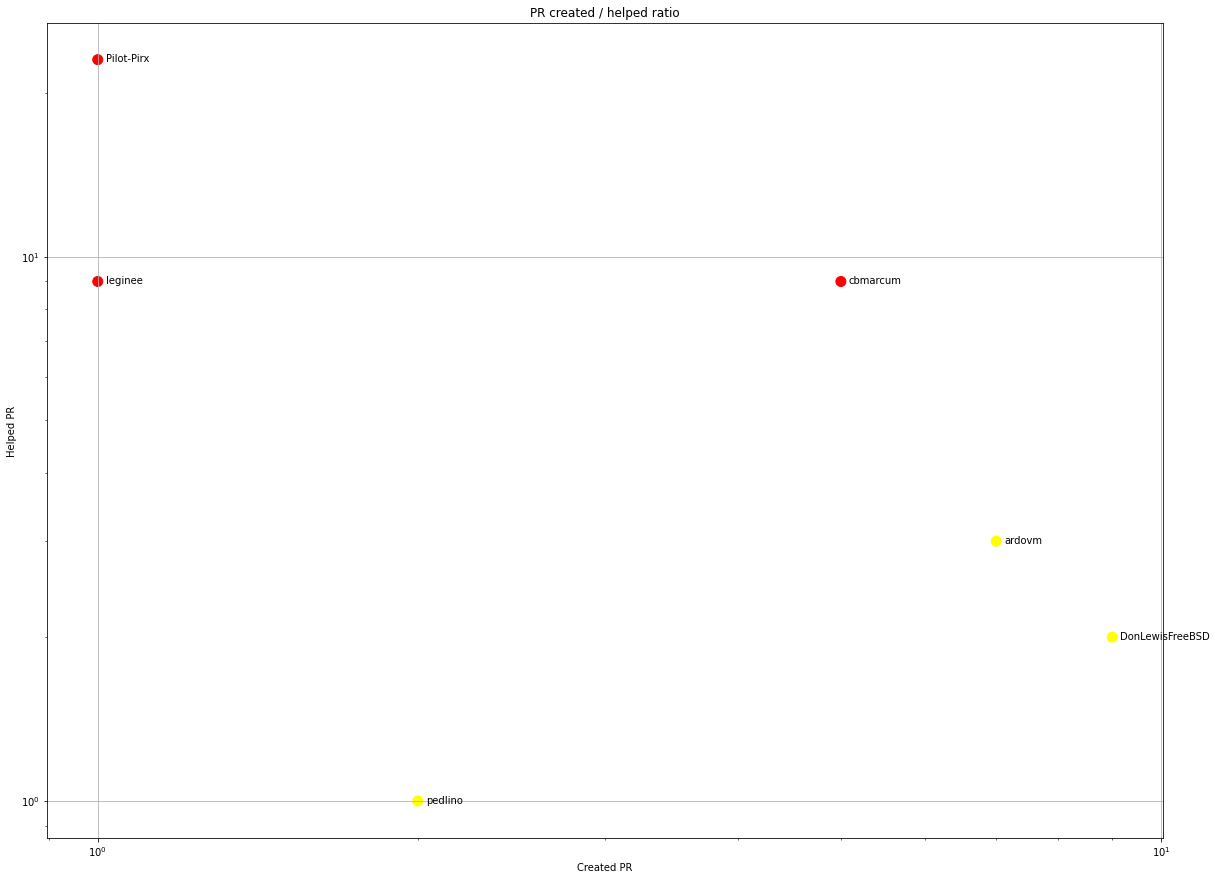 PR created / helped ratio
Pilot-Pirx
10¹
leginee
cbmarcum
Helped PR
ardovm
DonLewisFreeBSD
10⁰
pedlino
10⁰
10¹
Created PR